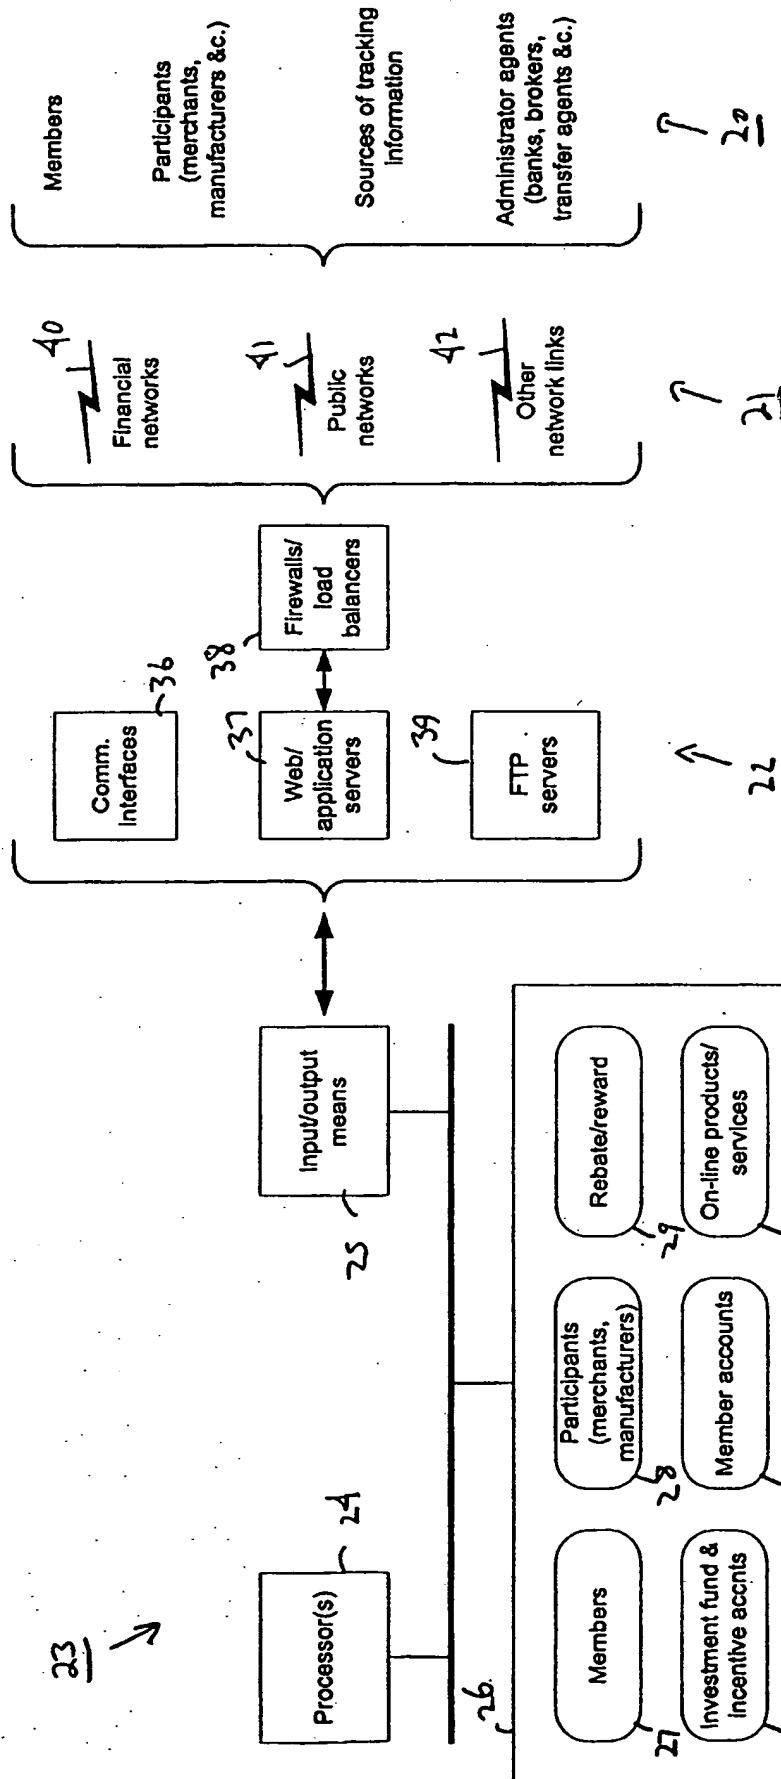 Members
Participants
(merchants,
manufacturers &c.)
Sources of tracking
information
Administrator agents
(banks, brokers,
transfer agents &c.)
20
40
Financial
networks
41
Public
networks
42
Other
network links
21
Comm.
Interfaces
36
37
Web/
application
servers
38
Firewalls/
load
balancers
39
FTP
servers
22
23
Processor(s)
24
Input/output
means
25
26
Members
27
Participants
(merchants,
manufacturers)
28
Rebate/reward
29
Investment fund &
incentive accnts
Member accounts
On-line products/
services